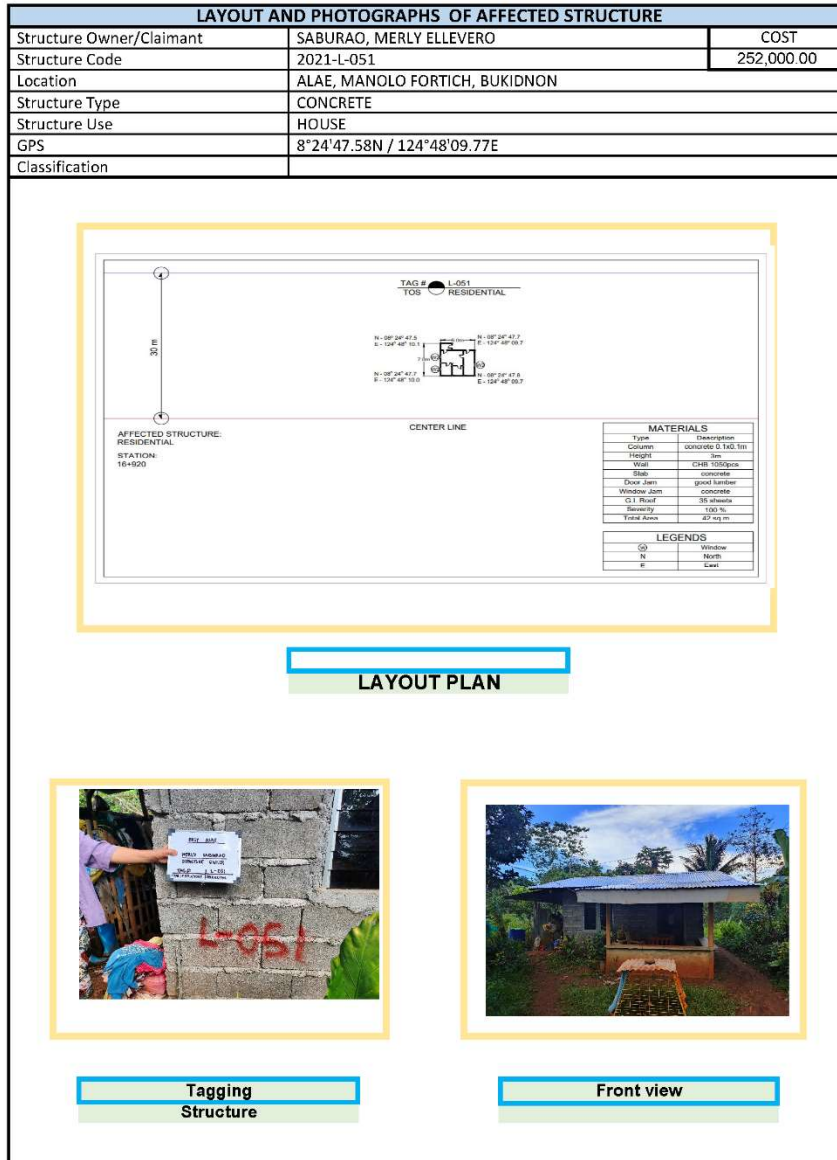 LAYOUT AND PHOTOGRAPHS OF AFFECTED STRUCTURE
Structure Owner/Claimant SABURAO, MERLY ELLEVERO COST
Structure Code 2021-L-051 252,000.00
Location ALAE, MANOLO FORTICH, BUKIDNON
Structure Type CONCRETE
Structure Use HOUSE
GPS 8°24'47.58N / 124°48'09.77E
Classification
TAG # L-051
TOS RESIDENTIAL
30 m
N - 08° 24' 47.5 N - 08° 24' 47.7
E - 124° 48' 10.1 E - 124° 48' 09.7
N - 08° 24' 47.7 N - 08° 24' 47.8
E - 124° 48' 10.0 E - 124° 48' 09.7
CENTER LINE
AFFECTED STRUCTURE:
RESIDENTIAL
STATION:
16+920
MATERIALS
Type Description
Column concrete 0.1x0.1m
Height 3m
Wall CHB 1050pcs
Slab concrete
Door Jam good lumber
Window Jam concrete
G.I. Roof 35 sheets
Severity 100 %
Total Area 42 sq m
LEGENDS
W Window
N North
E East
LAYOUT PLAN
L-051
L-051
Tagging
Structure
Front view